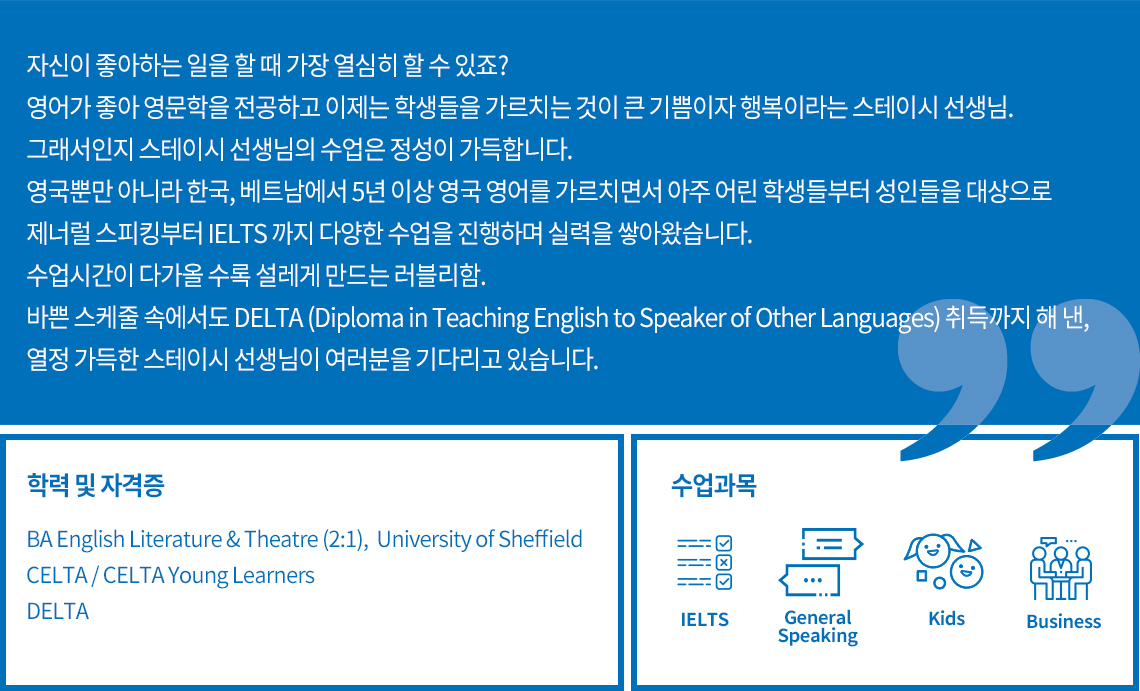 자신이 좋아하는 일을 할 때 가장 열심히 할 수 있죠?
영어가 좋아 영문학을 전공하고 이제는 학생들을 가르치는 것이 큰 기쁨이자 행복이라는 스테이시 선생님.
그래서인지 스테이시 선생님의 수업은 정성이 가득합니다.
영국뿐만 아니라 한국, 베트남에서 5년 이상 영국 영어를 가르치면서 아주 어린 학생들부터 성인들을 대상으로
제너럴 스피킹부터 IELTS 까지 다양한 수업을 진행하며 실력을 쌓아왔습니다.
수업시간이 다가올 수록 설레게 만드는 러블리함.
바쁜 스케줄 속에서도 DELTA (Diploma in Teaching English to Speaker of Other Languages) 취득까지 해 낸,
열정 가득한 스테이시 선생님이 여러분을 기다리고 있습니다.
학력 및 자격증
BA English Literature & Theatre (2:1), University of Sheffield
CELTA / CELTA Young Learners
DELTA
수업과목
IELTS
General
Speaking
Kids
Business